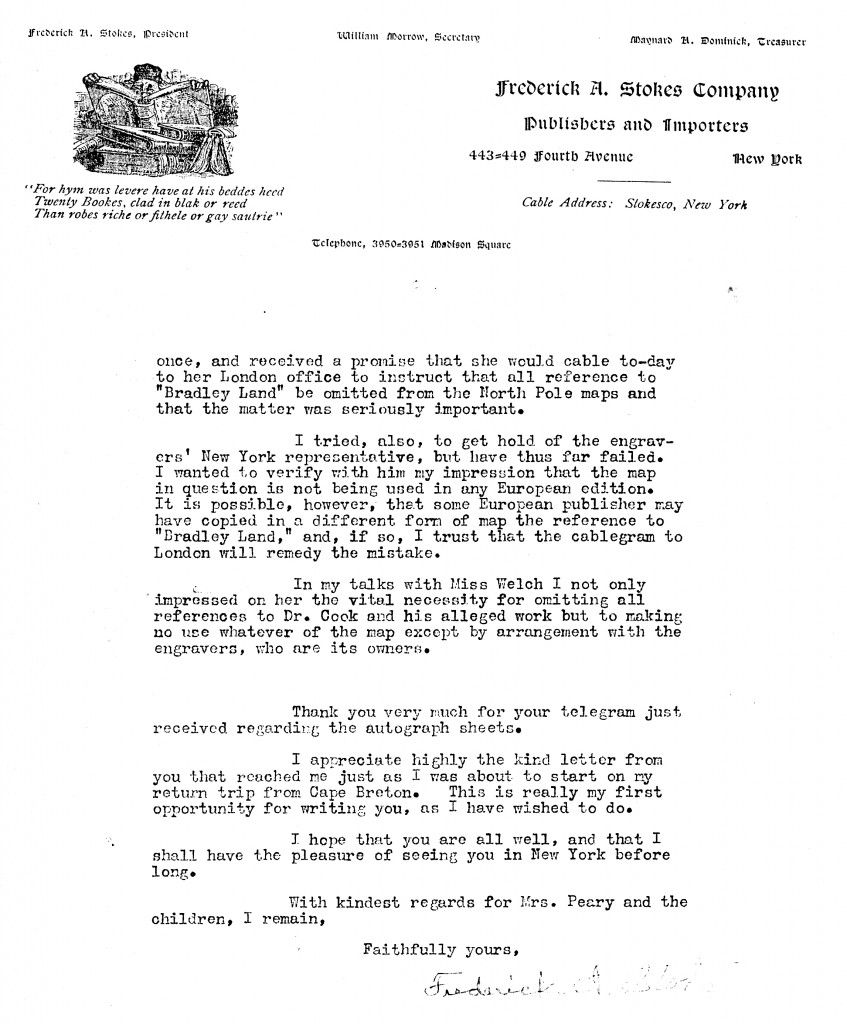 Frederick A. Stokes, President
William Morrow, Secretary
Maynard A. Dominick, Treasurer
Frederick A. Stokes Company
Publishers and Importers
443=449 Fourth Avenue New York
Cable Address: Stokesco, New York
"For hym was levere have at his beddes heed
Twenty Bookes, clad in blak or reed
Than robes riche or fithele or gay sautrie"
Telephone, 3950=3951 Madison Square
once, and received a promise that she would cable to-day
to her London office to instruct that all reference to
"Bradley Land" be omitted from the North Pole maps and
that the matter was seriously important.
I tried, also, to get hold of the engrav-
ers' New York representative, but have thus far failed.
I wanted to verify with him my impression that the map
in question is not being used in any European edition.
It is possible, however, that some European publisher may
have copied in a different form of map the reference to
"Bradley Land," and, if so, I trust that the cablegram to
London will remedy the mistake.
In my talks with Miss Welch I not only
impressed on her the vital necessity for omitting all
references to Dr. Cook and his alleged work but to making
no use whatever of the map except by arrangement with the
engravers, who are its owners.
Thank you very much for your telegram just
received regarding the autograph sheets.
I appreciate highly the kind letter from
you that reached me just as I was about to start on my
return trip from Cape Breton. This is really my first
opportunity for writing you, as I have wished to do.
I hope that you are all well, and that I
shall have the pleasure of seeing you in New York before
long.
With kindest regards for Mrs. Peary and the
children, I remain,
Faithfully yours,
Frederick A. Stokes